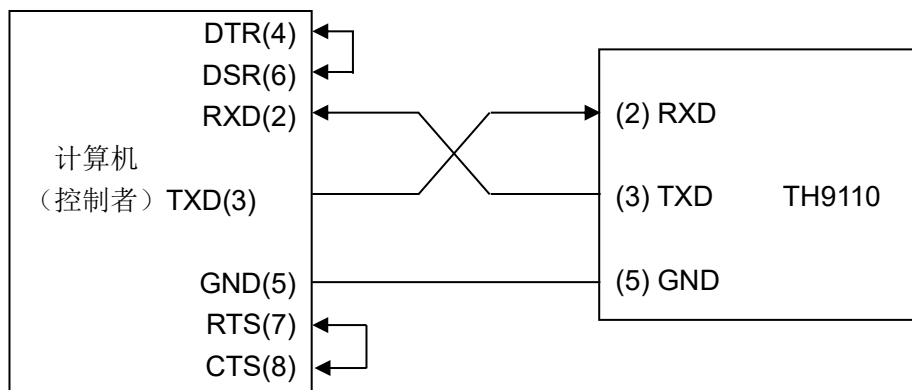 DTR(4)
DSR(6)
RXD(2)
计算机
（控制者）TXD(3)
GND(5)
RTS(7)
CTS(8)
(2) RXD
(3) TXD TH9110
(5) GND